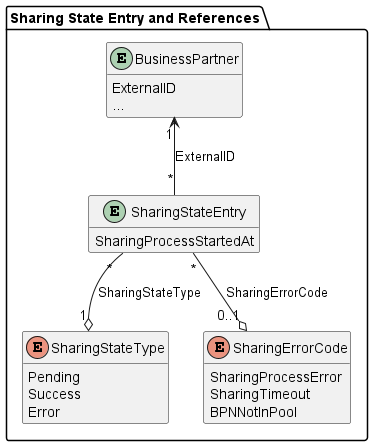 Sharing State Entry and References
E BusinessPartner
ExternalID
...
1
ExternalID
*
E SharingStateEntry
SharingProcessStartedAt
* *
SharingStateType SharingErrorCode
1 0..1
E SharingStateType E SharingErrorCode
Pending SharingProcessError
Success SharingTimeout
Error BPNNotInPool